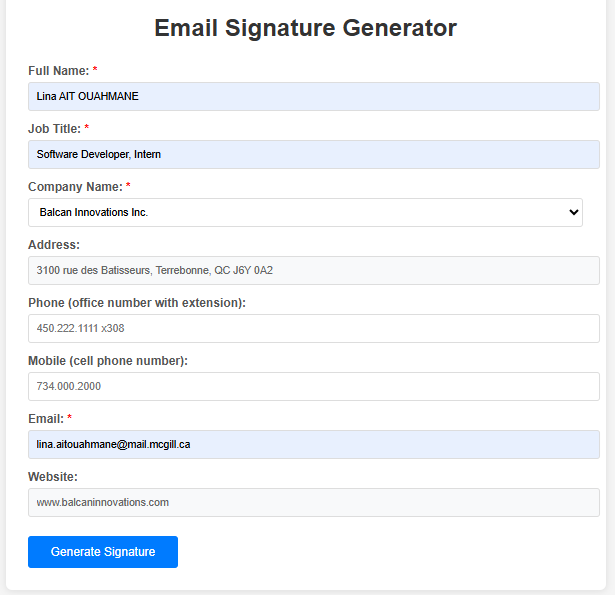 Email Signature Generator
Full Name: *
Lina AIT OUAHMANE
Job Title: *
Software Developer, Intern
Company Name: *
Balcan Innovations Inc.
Address:
3100 rue des Batisseurs, Terrebonne, QC J6Y 0A2
Phone (office number with extension):
450.222.1111 x308
Mobile (cell phone number):
734.000.2000
Email: *
lina.aitouahmane@mail.mcgill.ca
Website:
www.balcaninnovations.com
Generate Signature